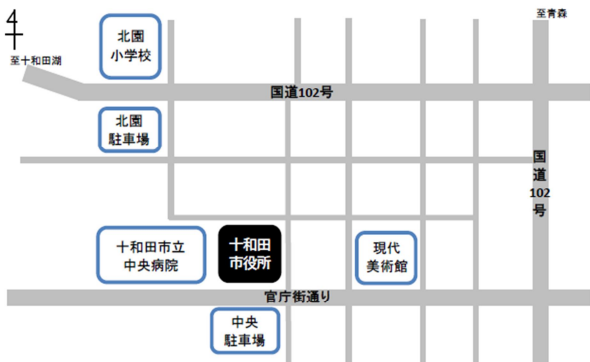 至青森
北園
小学校
至十和田湖
国道102号
北園
駐車場
国
道
102
号
十和田市立
中央病院
十和田
市役所
現代
美術館
官庁街通り
中央
駐車場